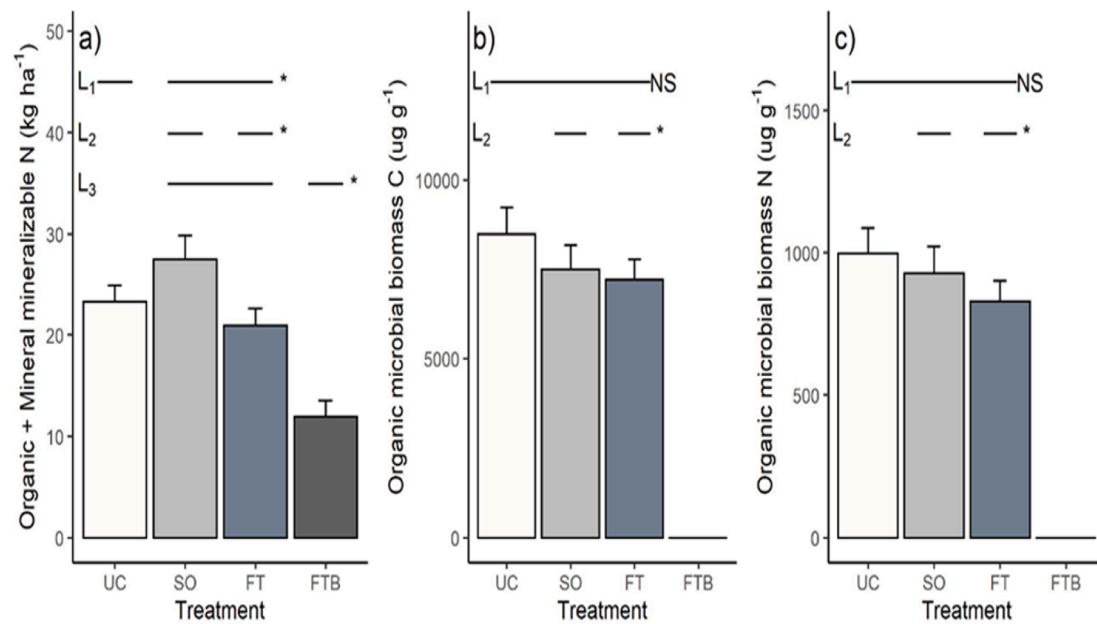 a)
Organic + Mineral mineralizable N (kg ha⁻¹)
50
40
30
20
10
0
L₁ *
L₂ *
L₃ *
UC SO FT FTB
Treatment
b)
Organic microbial biomass C (ug g⁻¹)
10000
5000
0
L₁ NS
L₂ *
UC SO FT FTB
Treatment
c)
Organic microbial biomass N (ug g⁻¹)
1500
1000
500
0
L₁ NS
L₂ *
UC SO FT FTB
Treatment